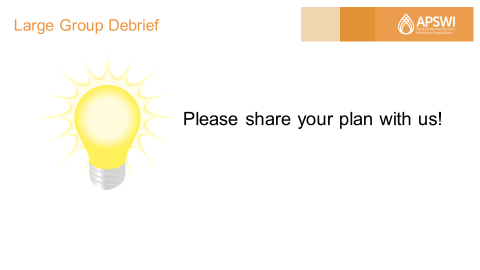 Large Group Debrief
APSWI
Please share your plan with us!